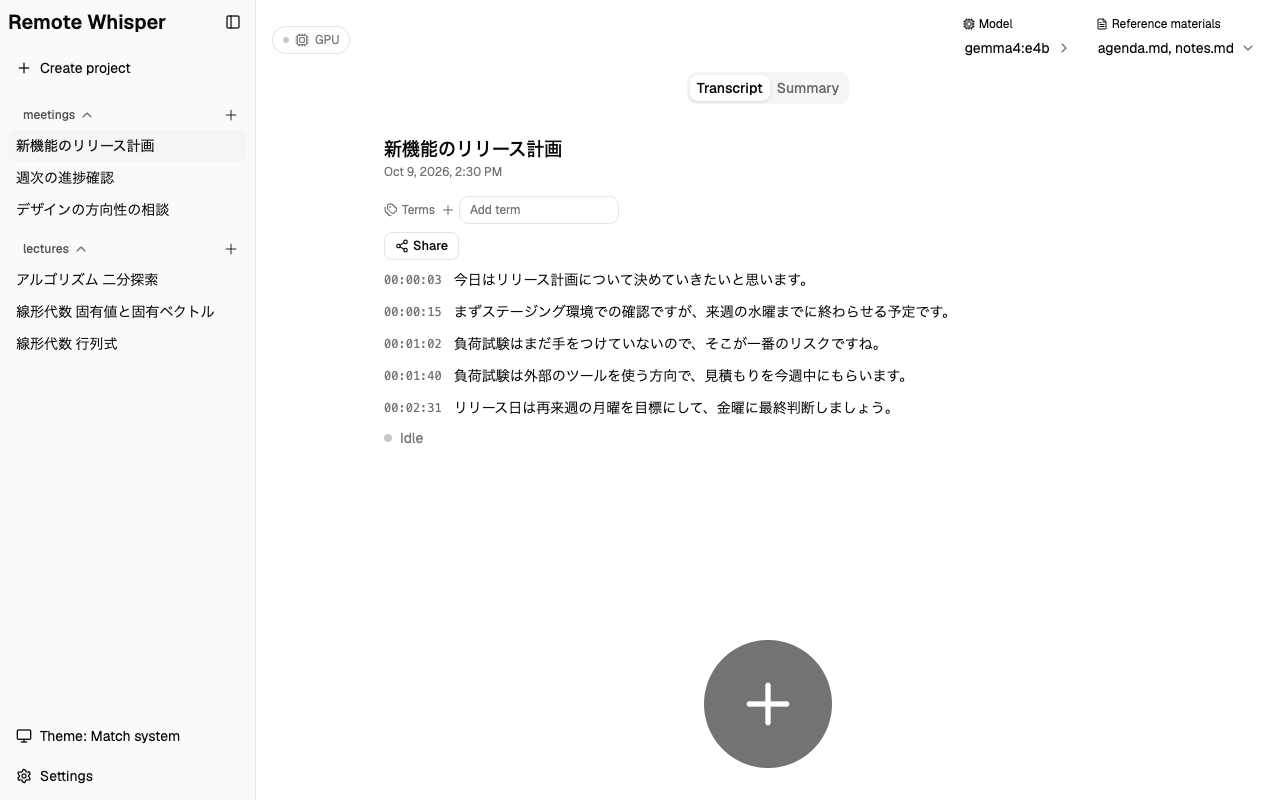 Remote Whisper
Create project
meetings
新機能のリリース計画
週次の進捗確認
デザインの方向性の相談
lectures
アルゴリズム 二分探索
線形代数 固有値と固有ベクトル
線形代数 行列式
Theme: Match system
Settings
GPU
Model
gemma4:e4b
Reference materials
agenda.md, notes.md
Transcript Summary
新機能のリリース計画
Oct 9, 2026, 2:30 PM
Terms Add term
Share
00:00:03 今日はリリース計画について決めていきたいと思います。
00:00:15 まずステージング環境での確認ですが、来週の水曜までに終わらせる予定です。
00:01:02 負荷試験はまだ手をつけていないので、そこが一番のリスクですね。
00:01:40 負荷試験は外部のツールを使う方向で、見積もりを今週中にもらいます。
00:02:31 リリース日は再来週の月曜を目標にして、金曜に最終判断しましょう。
Idle